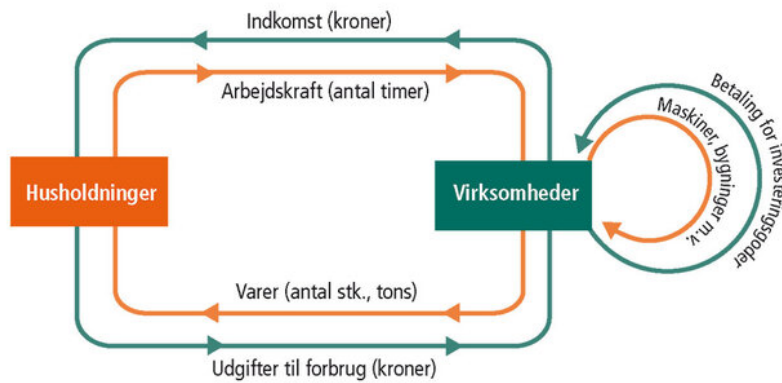 Indkomst (kroner)
Arbejdskraft (antal timer)
Husholdninger
Virksomheder
Maskiner, bygninger m.v.
Betaling for investeringsgoder
Varer (antal stk., tons)
Udgifter til forbrug (kroner)